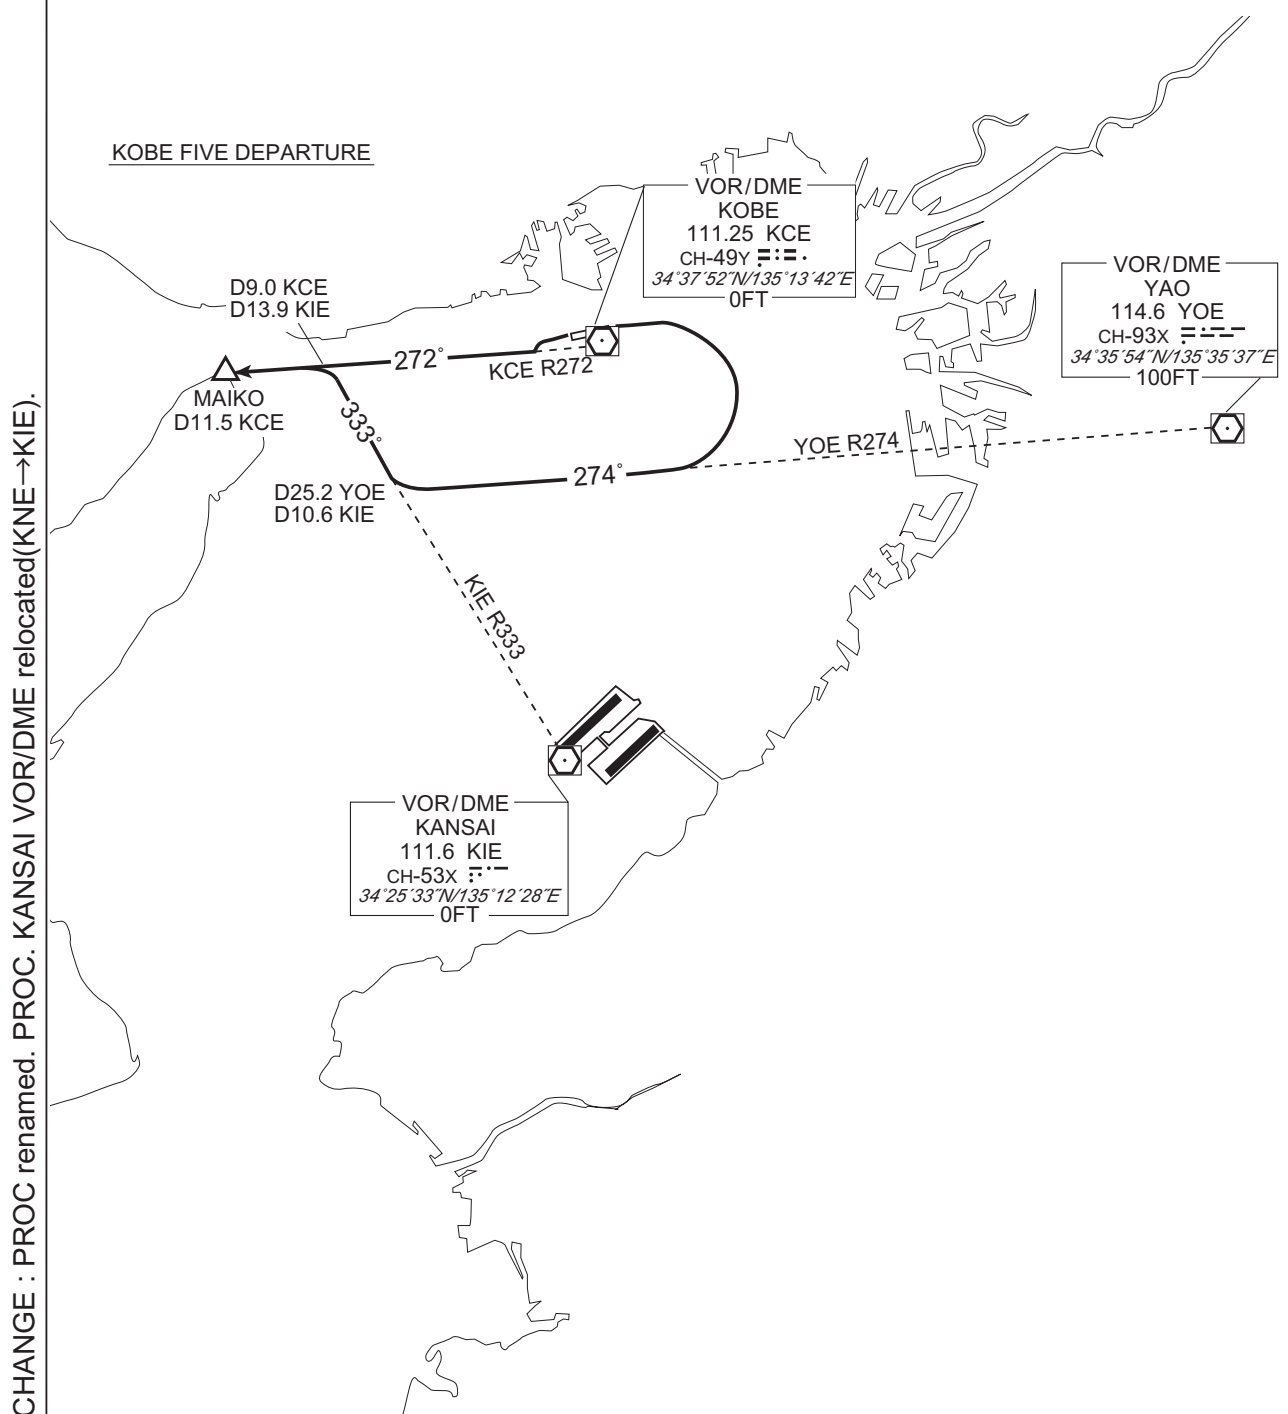 KOBE FIVE DEPARTURE
VOR/DME
KOBE
111.25 KCE
CH-49Y
34°37´52˝N/135°13´42˝E
0FT
VOR/DME
YAO
114.6 YOE
CH-93X
34°35´54˝N/135°35´37˝E
100FT
D9.0 KCE
D13.9 KIE
272°
KCE R272
MAIKO
D11.5 KCE
333°
YOE R274
274°
D25.2 YOE
D10.6 KIE
KIE R333
VOR/DME
KANSAI
111.6 KIE
CH-53X
34°25´33˝N/135°12´28˝E
0FT
CHANGE : PROC renamed. PROC. KANSAI VOR/DME relocated(KNE→KIE).